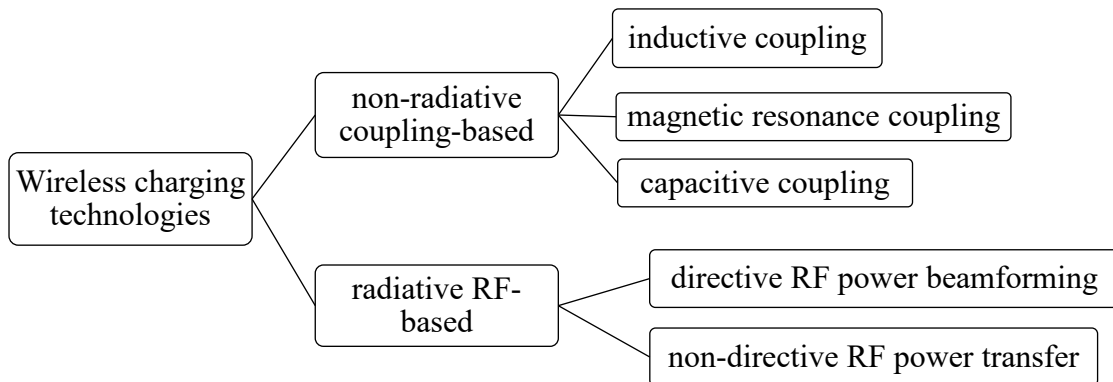 Wireless charging
technologies
non-radiative
coupling-based
inductive coupling
magnetic resonance coupling
capacitive coupling
radiative RF-
based
directive RF power beamforming
non-directive RF power transfer